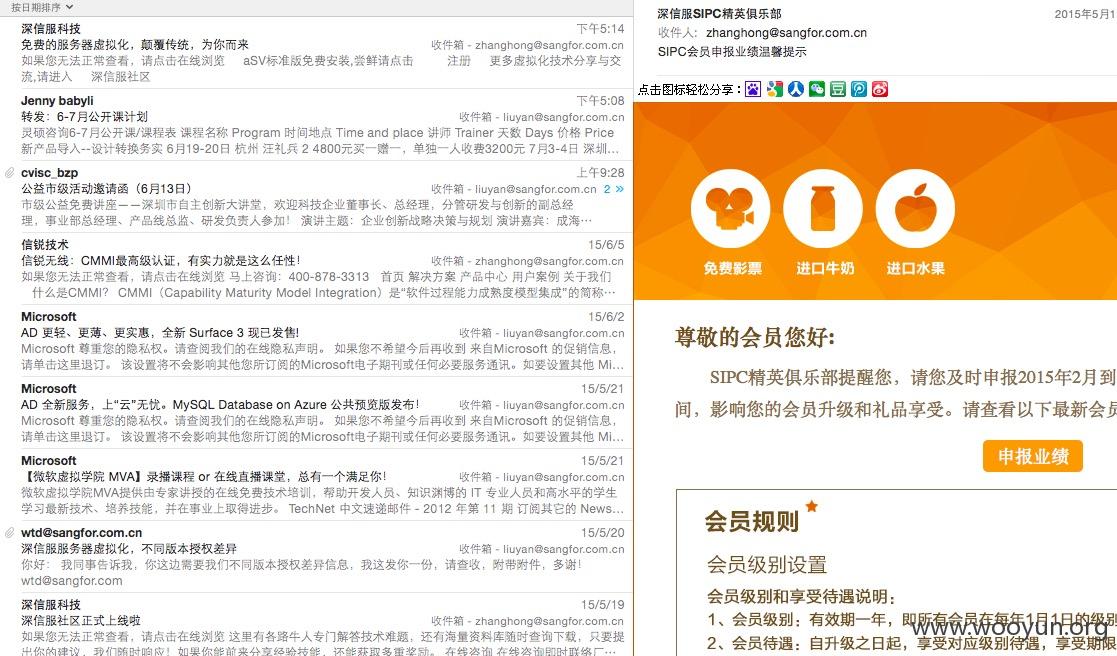 按日期排序
深信服科技 下午5:14
免费的服务器虚拟化，颠覆传统，为你而来 收件箱 - zhanghong@sangfor.com.cn
如果您无法正常查看，请点击在线浏览 aSV标准版免费安装,尝鲜请点击 注册 更多虚拟化技术分享与交
流,请进入 深信服社区
Jenny babyli 下午5:08
转发：6-7月公开课计划 收件箱 - zhanghong@sangfor.com.cn
灵硕咨询6-7月公开课/课程表 课程名称 Program 时间地点 Time and place 讲师 Trainer 天数 Days 价格 Price
新产品导入--设计转换务实 6月19-20日 杭州 汪礼兵 2 4800元买一赠一，单独一人收费3200元 7月3-4日 深圳…
cvisc_bzp 上午9:28
公益市级活动邀请函（6月13日） 收件箱 - liuyan@sangfor.com.cn 2 »
市级公益免费讲座——深圳市自主创新大讲堂，欢迎科技企业董事长、总经理，分管研发与创新的副总经
理，事业部总经理、产品线总监、研发负责人参加！ 演讲主题：企业创新战略决策与规划 演讲嘉宾：成海…
信锐技术 15/6/5
信锐无线：CMMI最高级认证，有实力就是这么任性！ 收件箱 - zhanghong@sangfor.com.cn
如果您无法正常查看，请点击在线浏览 马上咨询：400-878-3313 首页 解决方案 产品中心 用户案例 关于我们
什么是CMMI？ CMMI（Capability Maturity Model Integration）是“软件过程能力成熟度模型集成”的简称…
Microsoft 15/6/2
AD 更轻、更薄、更实惠，全新 Surface 3 现已发售! 收件箱 - liuyan@sangfor.com.cn
Microsoft 尊重您的隐私权。请查阅我们的在线隐私声明。 如果您不希望今后再收到 来自Microsoft 的促销信息，
请单击这里退订。 该设置将不会影响其他您所订阅的Microsoft电子期刊或任何必要服务通讯。如要设置其他 Mi…
Microsoft 15/5/21
AD 全新服务，上“云”无忧。MySQL Database on Azure 公共预览版发布！ 收件箱 - liuyan@sangfor.com.cn
Microsoft 尊重您的隐私权。请查阅我们的在线隐私声明。 如果您不希望今后再收到 来自Microsoft 的促销信息，
请单击这里退订。 该设置将不会影响其他您所订阅的Microsoft电子期刊或任何必要服务通讯。如要设置其他 Mi…
Microsoft 15/5/21
【微软虚拟学院 MVA】录播课程 or 在线直播课堂，总有一个满足你！ 收件箱 - liuyan@sangfor.com.cn
微软虚拟学院MVA提供由专家讲授的在线免费技术培训，帮助开发人员、知识渊博的 IT 专业人员和高水平的学生
学习最新技术、培养技能，并在事业上取得进步。 TechNet 中文速递邮件 - 2012 年第 11 期 订阅其它的 News…
wtd@sangfor.com.cn 15/5/20
深信服服务器虚拟化，不同版本授权差异 收件箱 - liuyan@sangfor.com.cn
你好： 我同事告诉我，你这边需要我们不同版本授权差异信息，我这发你一份，请查收，附带附件，多谢！
wtd@sangfor.com
深信服科技 15/5/19
深信服社区正式上线啦 收件箱 - zhanghong@sangfor.com.cn
如果您无法正常查看，请点击在线浏览 这里有各路牛人专门解答技术难题，还有海量资料库随时查询下载，只要提
出你的建议，我们随时响应！如果你能前来分享经验技能，还能获取多重奖励。 在线咨询 在线咨询即时联络厂…
深信服SIPC精英俱乐部 2015年5月1
收件人： zhanghong@sangfor.com.cn
SIPC会员申报业绩温馨提示
点击图标轻松分享：
免费影票 进口牛奶 进口水果
尊敬的会员您好:
SIPC精英俱乐部提醒您，请您及时申报2015年2月到
间，影响您的会员升级和礼品享受。请查看以下最新会员
申报业绩
会员规则
会员级别设置
会员级别和享受待遇说明：
1、会员级别：有效期一年，即所有会员在每年1月1日的级别
2、会员待遇：自升级之日起，享受对应级别待遇，享受期限
www.wooyun.org